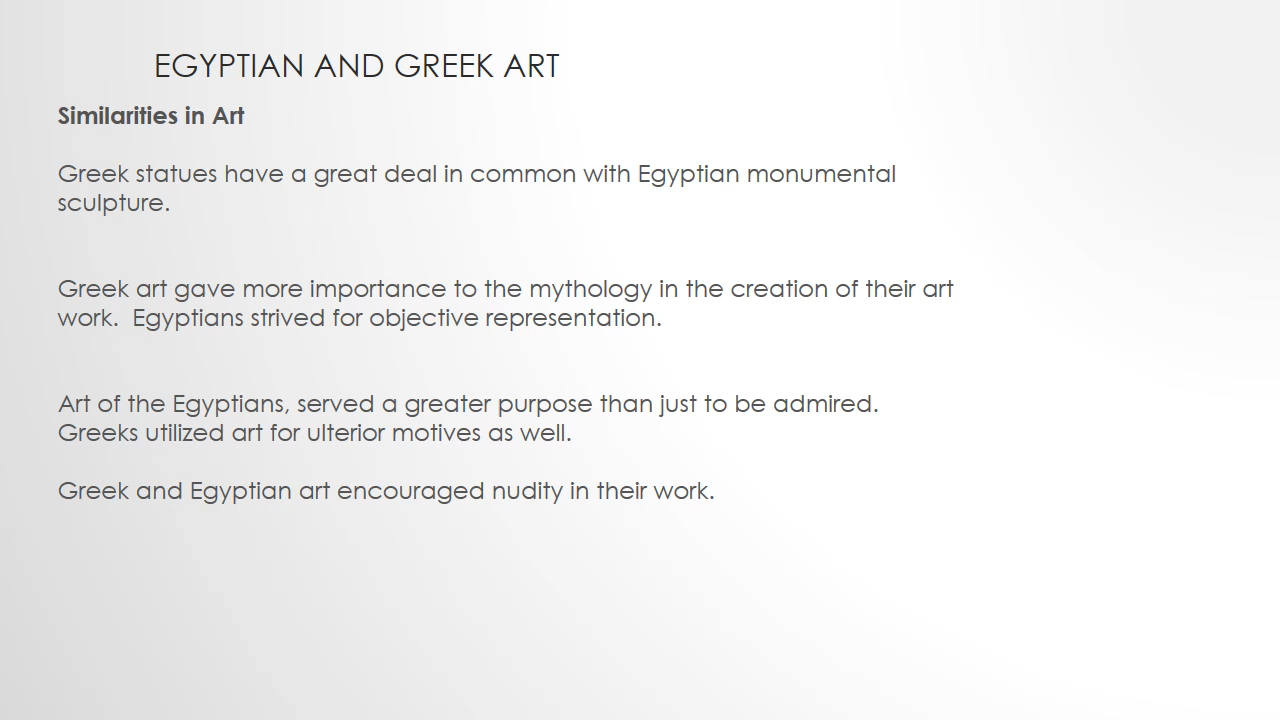 EGYPTIAN AND GREEK ART
Similarities in Art
Greek statues have a great deal in common with Egyptian monumental
sculpture.
Greek art gave more importance to the mythology in the creation of their art
work.  Egyptians strived for objective representation.
Art of the Egyptians, served a greater purpose than just to be admired.
Greeks utilized art for ulterior motives as well.
Greek and Egyptian art encouraged nudity in their work.